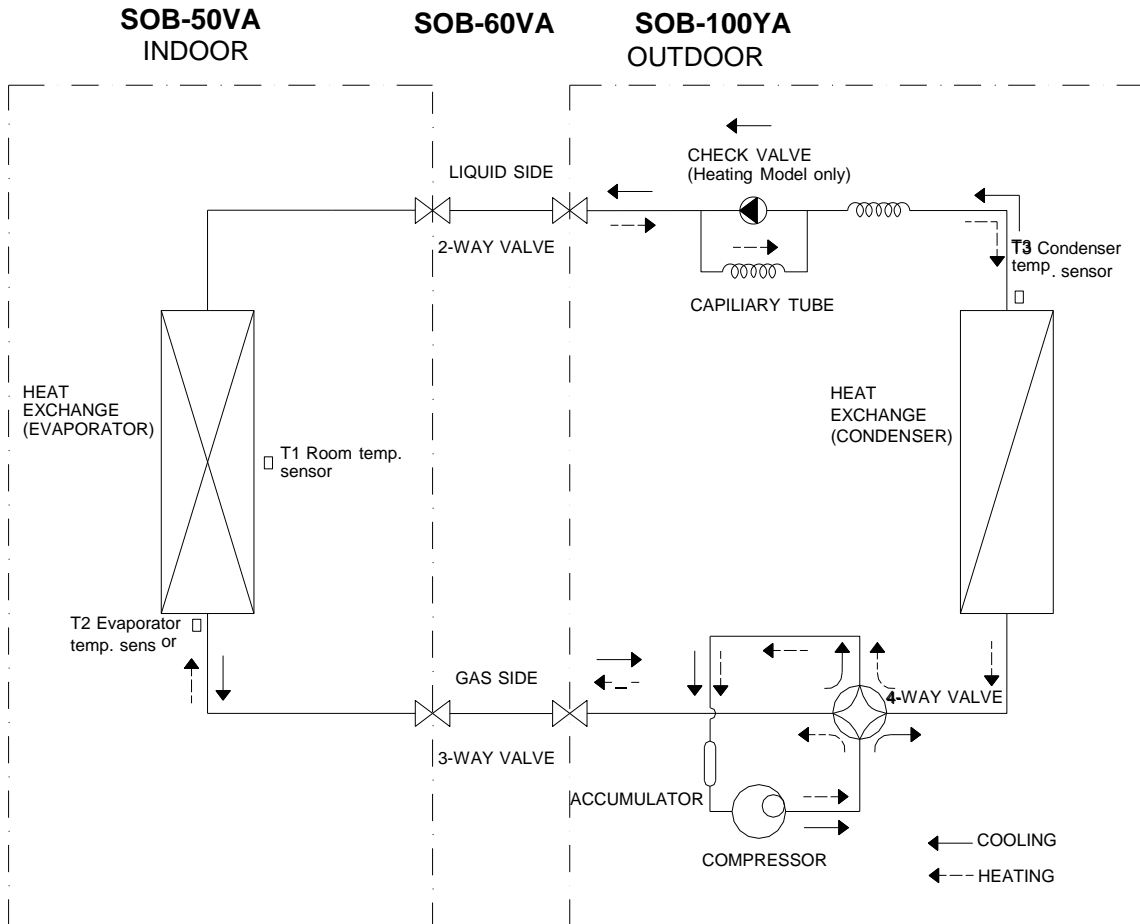 SOB-50VA
SOB-60VA
SOB-100YA
INDOOR
OUTDOOR
LIQUID SIDE
2-WAY VALVE
CHECK VALVE
(Heating Model only)
CAPILIARY TUBE
T3 Condenser
temp. sensor
HEAT
EXCHANGE
(EVAPORATOR)
T1 Room temp.
sensor
HEAT
EXCHANGE
(CONDENSER)
T2 Evaporator
temp. sens or
GAS SIDE
3-WAY VALVE
4-WAY VALVE
ACCUMULATOR
COMPRESSOR
COOLING
HEATING